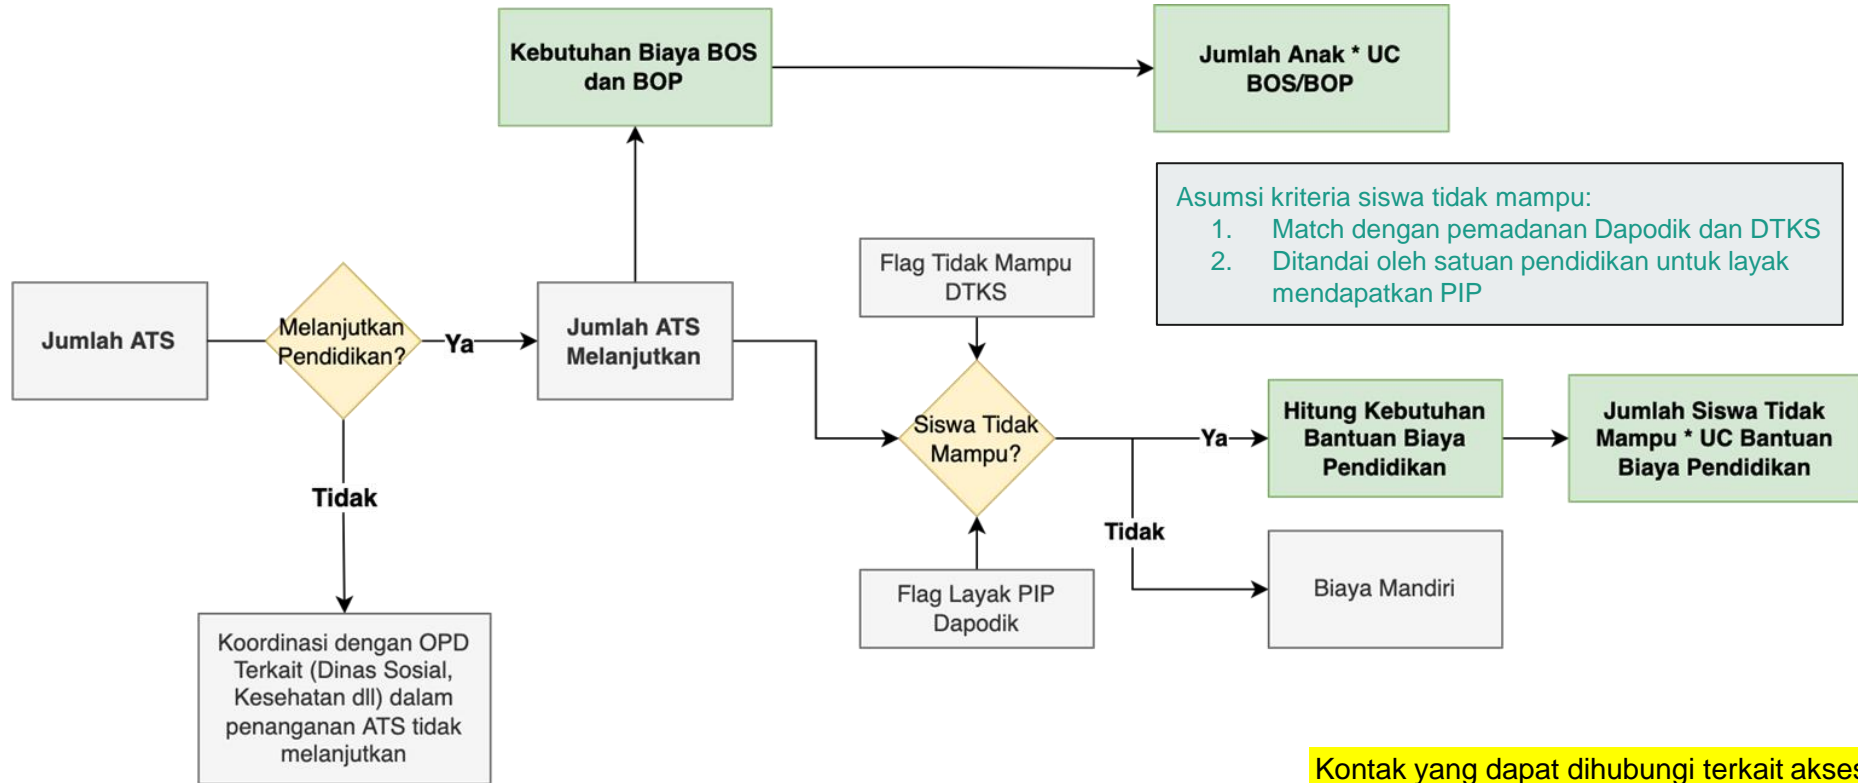 Kebutuhan Biaya BOS
dan BOP
Jumlah Anak * UC
BOS/BOP
Asumsi kriteria siswa tidak mampu:
1. Match dengan pemadanan Dapodik dan DTKS
2. Ditandai oleh satuan pendidikan untuk layak
mendapatkan PIP
Flag Tidak Mampu
DTKS
Jumlah ATS
Melanjutkan
Pendidikan?
Ya
Jumlah ATS
Melanjutkan
Siswa Tidak
Mampu?
Ya
Hitung Kebutuhan
Bantuan Biaya
Pendidikan
Jumlah Siswa Tidak
Mampu * UC Bantuan
Biaya Pendidikan
Tidak
Tidak
Flag Layak PIP
Dapodik
Biaya Mandiri
Koordinasi dengan OPD
Terkait (Dinas Sosial,
Kesehatan dll) dalam
penanganan ATS tidak
melanjutkan
Kontak yang dapat dihubungi terkait akses